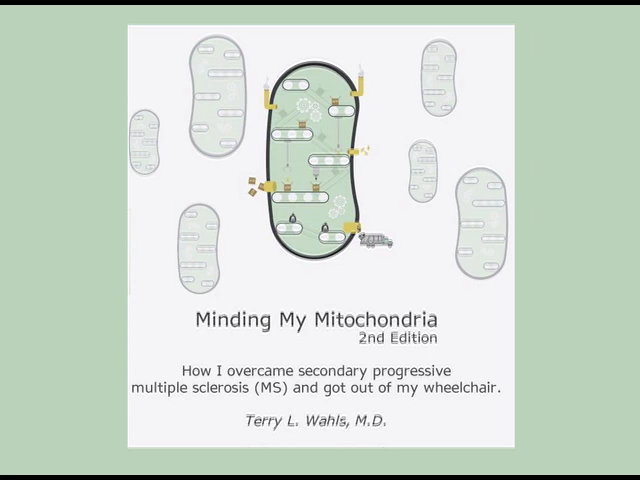 Minding My Mitochondria
2nd Edition
How I overcame secondary progressive
multiple sclerosis (MS) and got out of my wheelchair.
Terry L. Wahls, M.D.